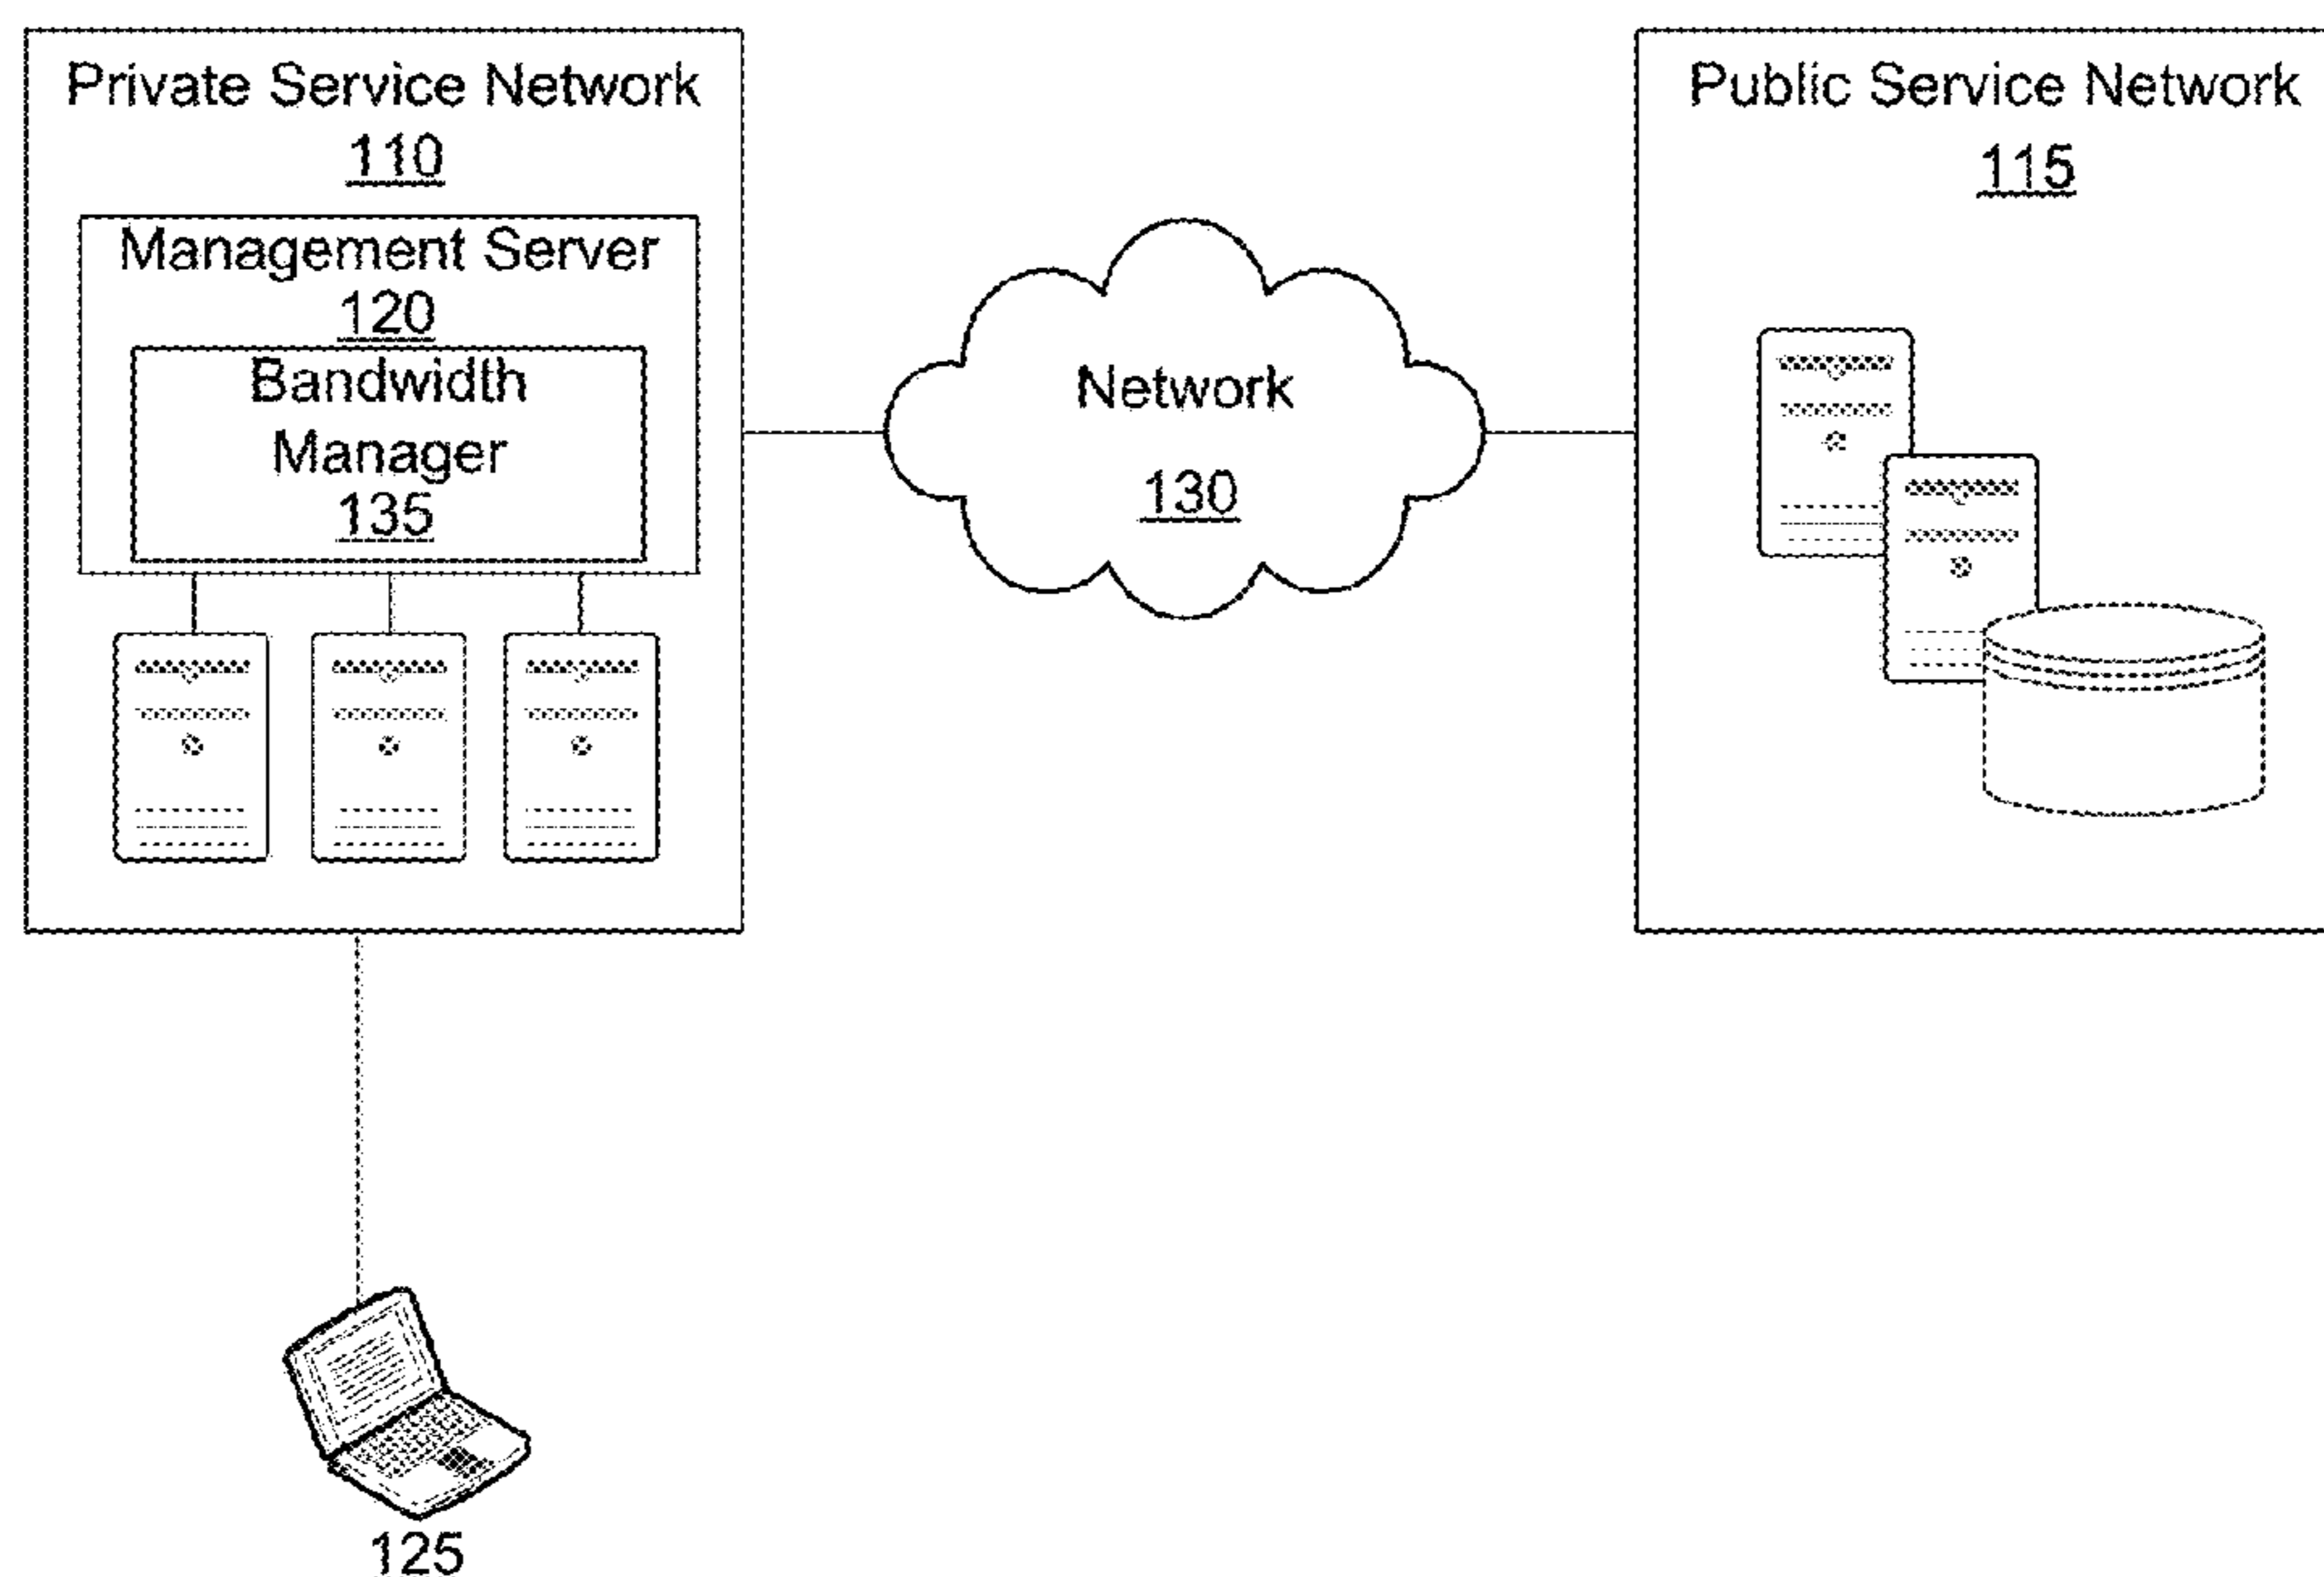 Private Service Network
110
Management Server
120
Bandwidth
Manager
135
Network
130
Public Service Network
115
125